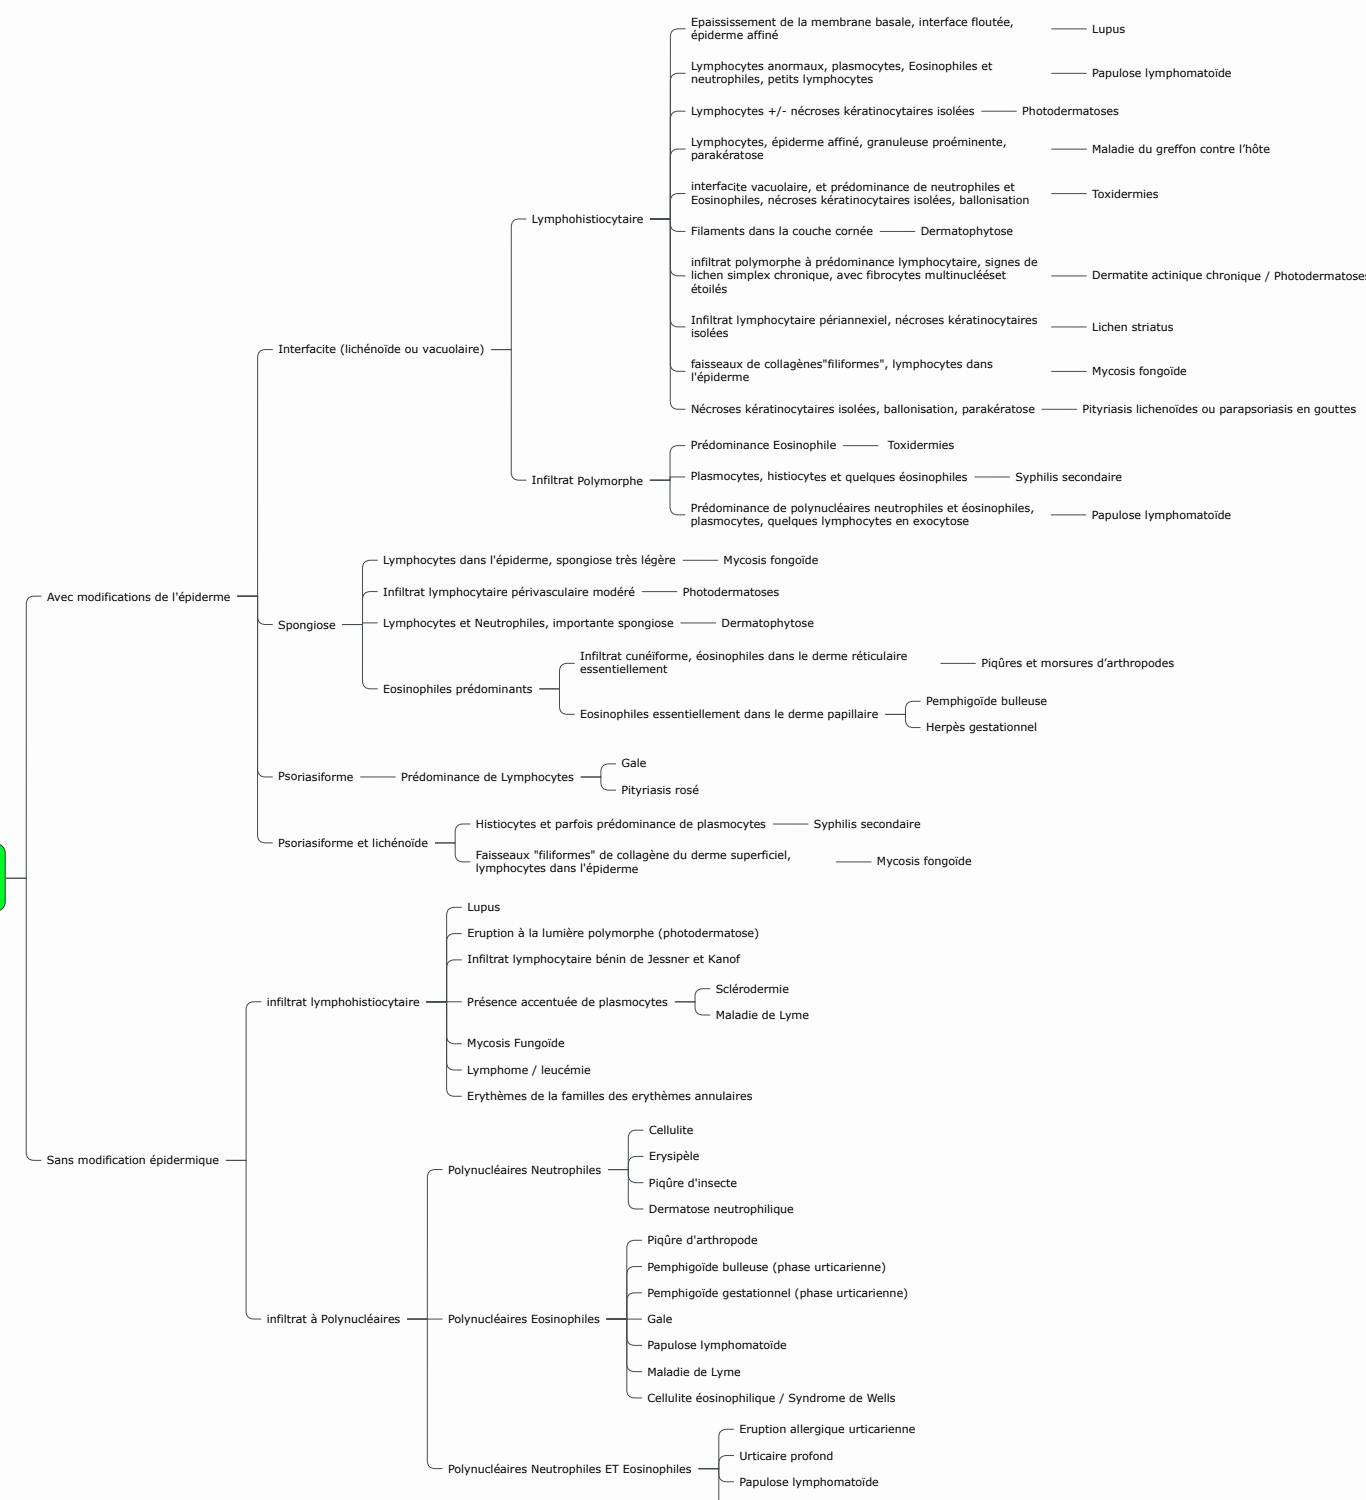 Epaississement de la membrane basale, interface floutée,
épiderme affiné
Lupus
Lymphocytes anormaux, plasmocytes, Eosinophiles et
neutrophiles, petits lymphocytes
Papulose lymphomatoïde
Lymphocytes +/- nécroses kératinocytaires isolées
Photodermatoses
Lymphocytes, épiderme affiné, granuleuse proéminente,
parakératose
Maladie du greffon contre l’hôte
interfacite vacuolaire, et prédominance de neutrophiles et
Eosinophiles, nécroses kératinocytaires isolées, ballonisation
Toxidermies
Lymphohistiocytaire
Filaments dans la couche cornée
Dermatophytose
infiltrat polymorphe à prédominance lymphocytaire, signes de
lichen simplex chronique, avec fibrocytes multinuclééset
étoilés
Dermatite actinique chronique / Photodermatoses
Infiltrat lymphocytaire périannexiel, nécroses kératinocytaires
isolées
Lichen striatus
Interfacite (lichénoïde ou vacuolaire)
faisseaux de collagènes"filiformes", lymphocytes dans
l'épiderme
Mycosis fongoïde
Nécroses kératinocytaires isolées, ballonisation, parakératose
Pityriasis lichenoïdes ou parapsoriasis en gouttes
Prédominance Eosinophile
Toxidermies
Infiltrat Polymorphe
Plasmocytes, histiocytes et quelques éosinophiles
Syphilis secondaire
Prédominance de polynucléaires neutrophiles et éosinophiles,
plasmocytes, quelques lymphocytes en exocytose
Papulose lymphomatoïde
Lymphocytes dans l'épiderme, spongiose très légère
Mycosis fongoïde
Avec modifications de l'épiderme
Infiltrat lymphocytaire périvasculaire modéré
Photodermatoses
Spongiose
Lymphocytes et Neutrophiles, importante spongiose
Dermatophytose
Infiltrat cunéïforme, éosinophiles dans le derme réticulaire
essentiellement
Piqûres et morsures d’arthropodes
Eosinophiles prédominants
Eosinophiles essentiellement dans le derme papillaire
Pemphigoïde bulleuse
Herpès gestationnel
Psoriasiforme
Prédominance de Lymphocytes
Gale
Pityriasis rosé
Psoriasiforme et lichénoïde
Histiocytes et parfois prédominance de plasmocytes
Syphilis secondaire
Faisseaux "filiformes" de collagène du derme superficiel,
lymphocytes dans l'épiderme
Mycosis fongoïde
Lupus
Eruption à la lumière polymorphe (photodermatose)
Infiltrat lymphocytaire bénin de Jessner et Kanof
infiltrat lymphohistiocytaire
Présence accentuée de plasmocytes
Sclérodermie
Maladie de Lyme
Mycosis Fungoïde
Lymphome / leucémie
Erythèmes de la familles des erythèmes annulaires
Sans modification épidermique
Polynucléaires Neutrophiles
Cellulite
Erysipèle
Piqûre d'insecte
Dermatose neutrophilique
infiltrat à Polynucléaires
Polynucléaires Eosinophiles
Piqûre d'arthropode
Pemphigoïde bulleuse (phase urticarienne)
Pemphigoïde gestationnel (phase urticarienne)
Gale
Papulose lymphomatoïde
Maladie de Lyme
Cellulite éosinophilique / Syndrome de Wells
Polynucléaires Neutrophiles ET Eosinophiles
Eruption allergique urticarienne
Urticaire profond
Papulose lymphomatoïde